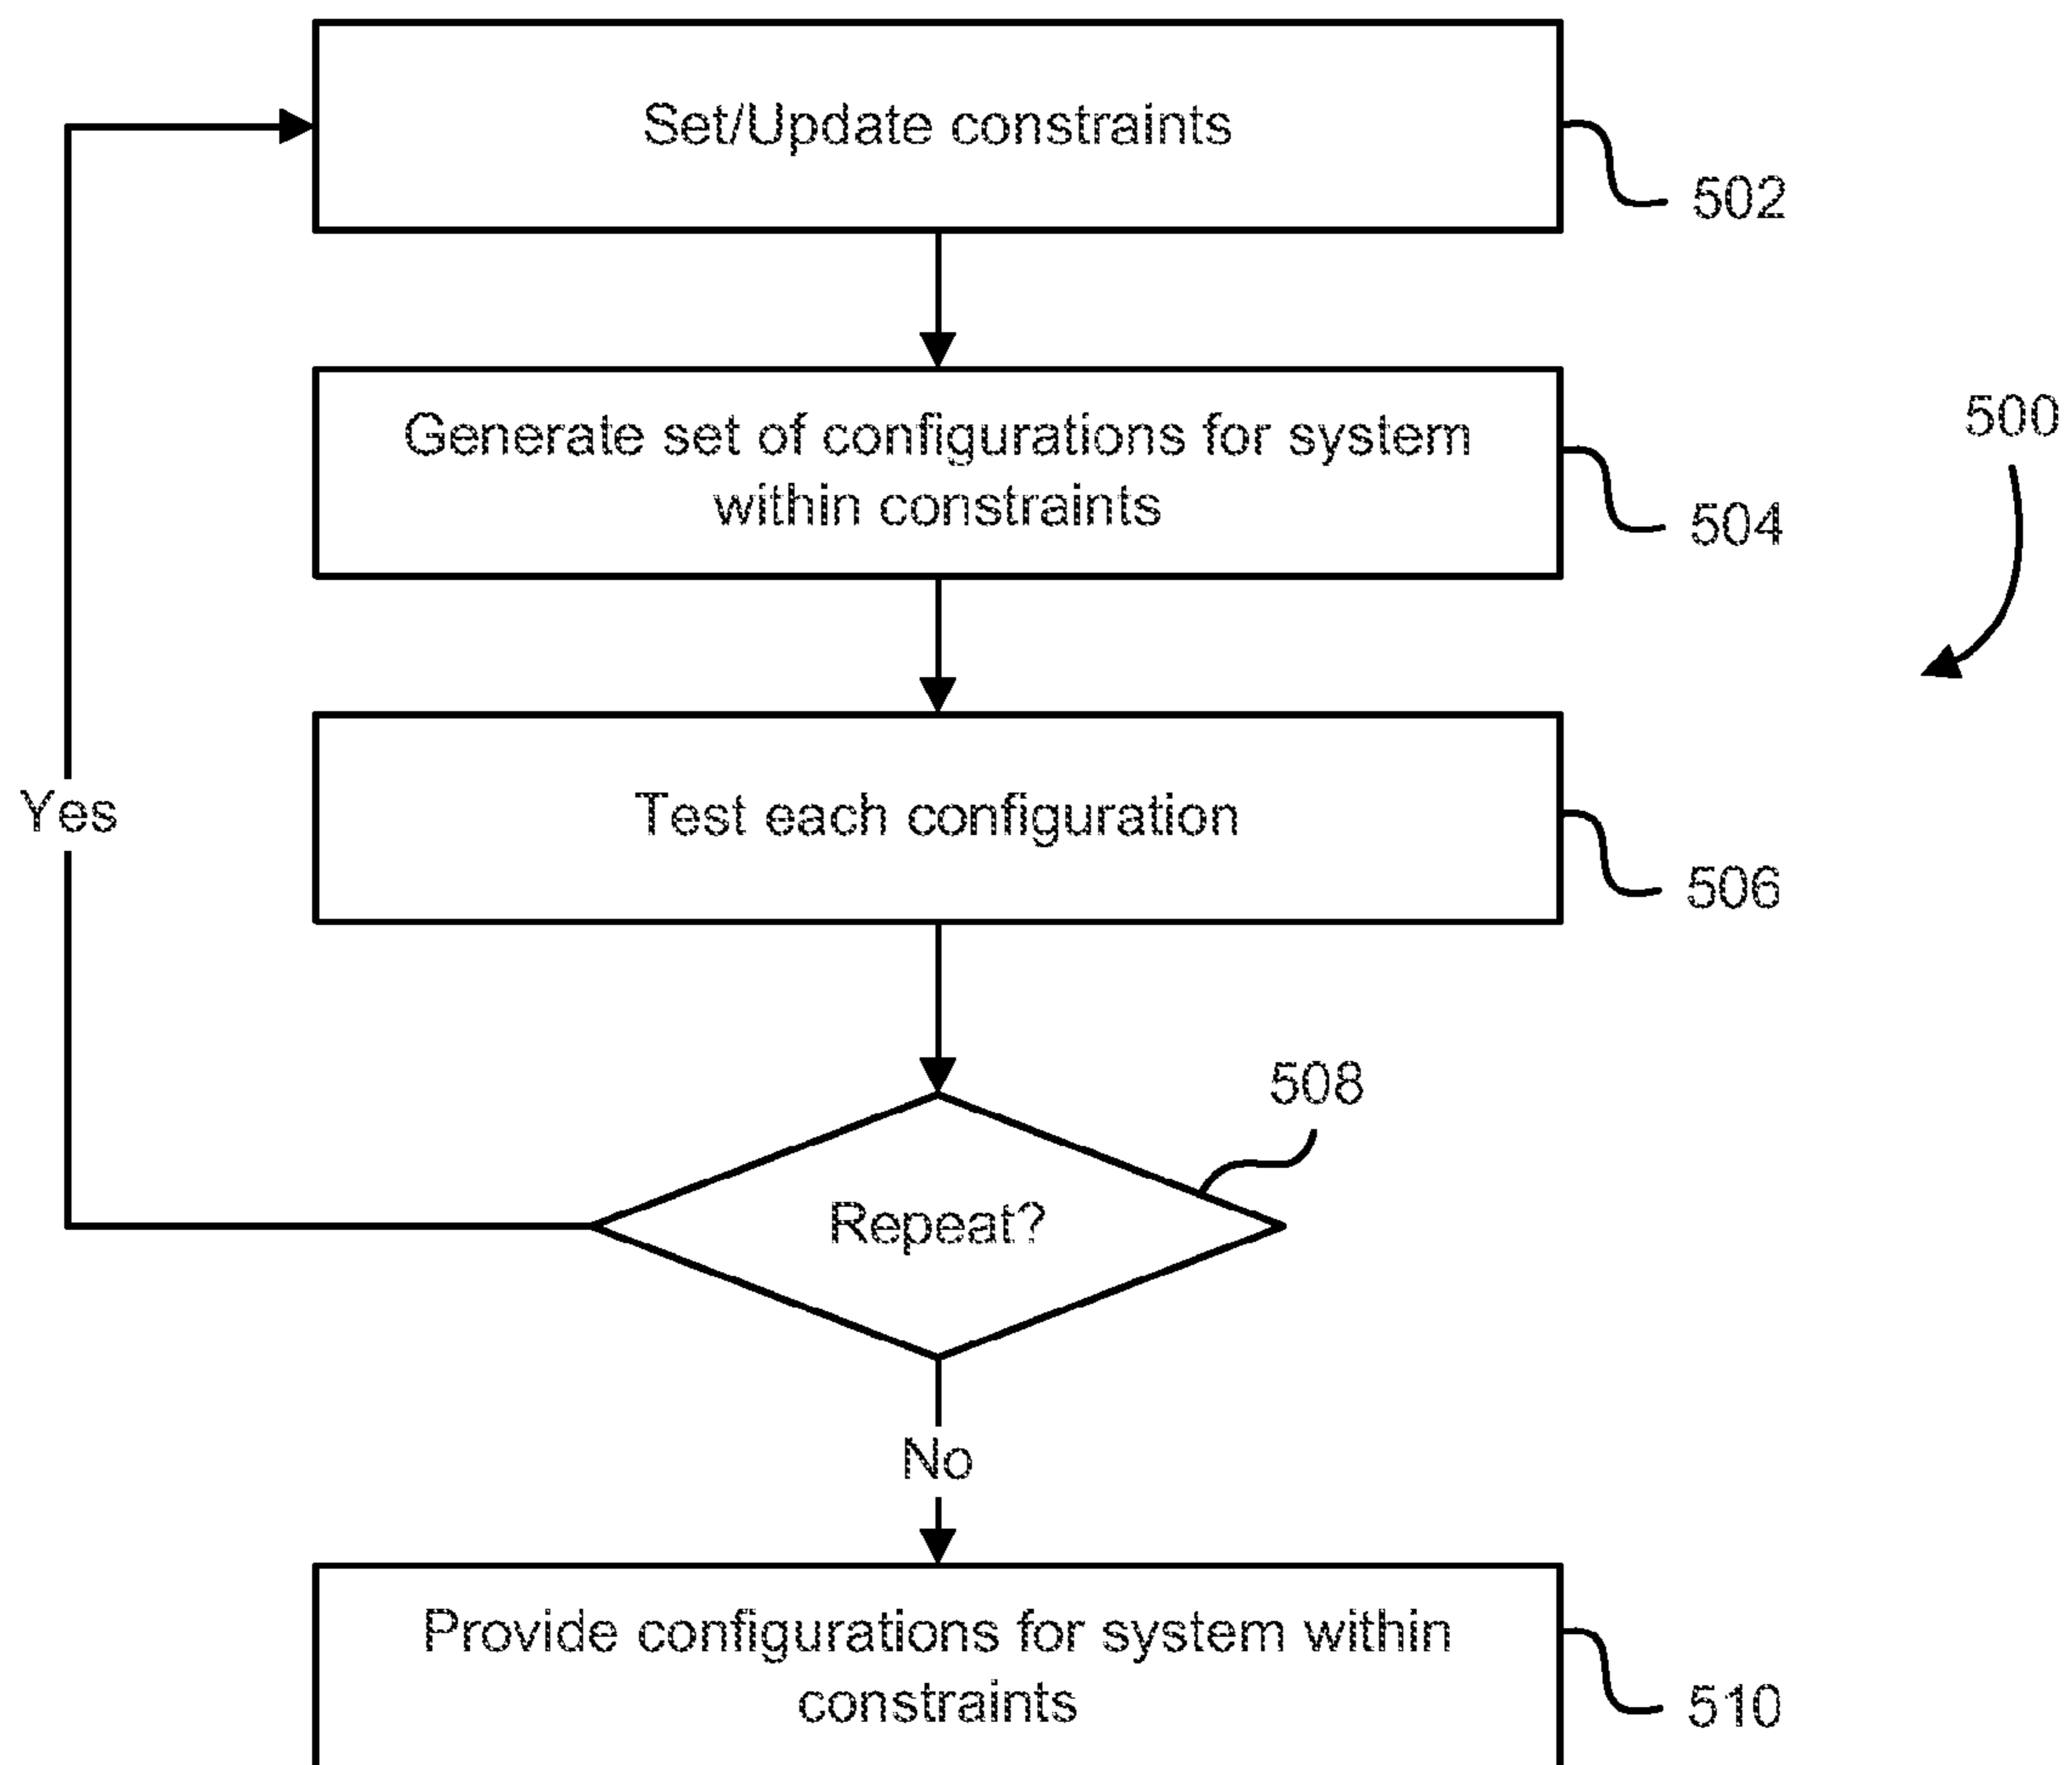 Set/Update constraints
502
Generate set of configurations for system
within constraints
504
500
Test each configuration
506
Yes
508
Repeat?
No
Provide configurations for system within
constraints
510